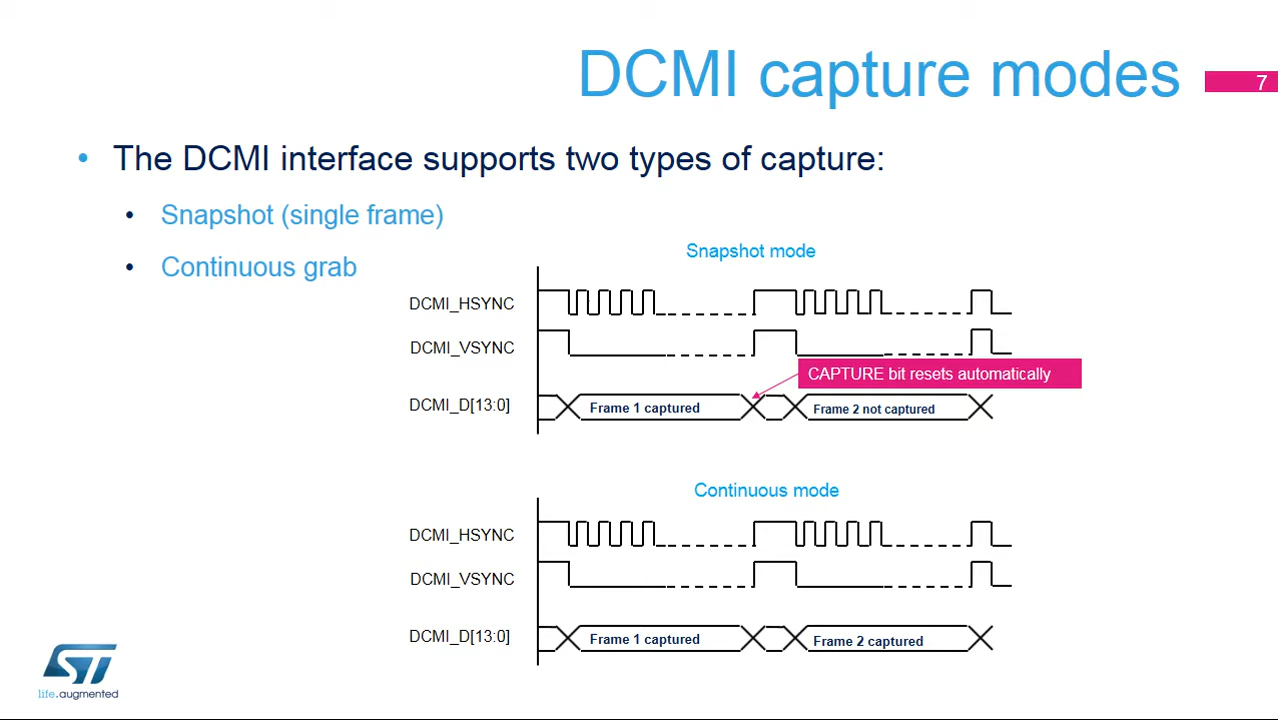 DCMI capture modes
7
• The DCMI interface supports two types of capture:
• Snapshot (single frame)
• Continuous grab
Snapshot mode
DCMI_HSYNC
DCMI_VSYNC
CAPTURE bit resets automatically
DCMI_D[13:0]
Frame 1 captured
Frame 2 not captured
Continuous mode
DCMI_HSYNC
DCMI_VSYNC
DCMI_D[13:0]
Frame 1 captured
Frame 2 captured
ST
life.augmented